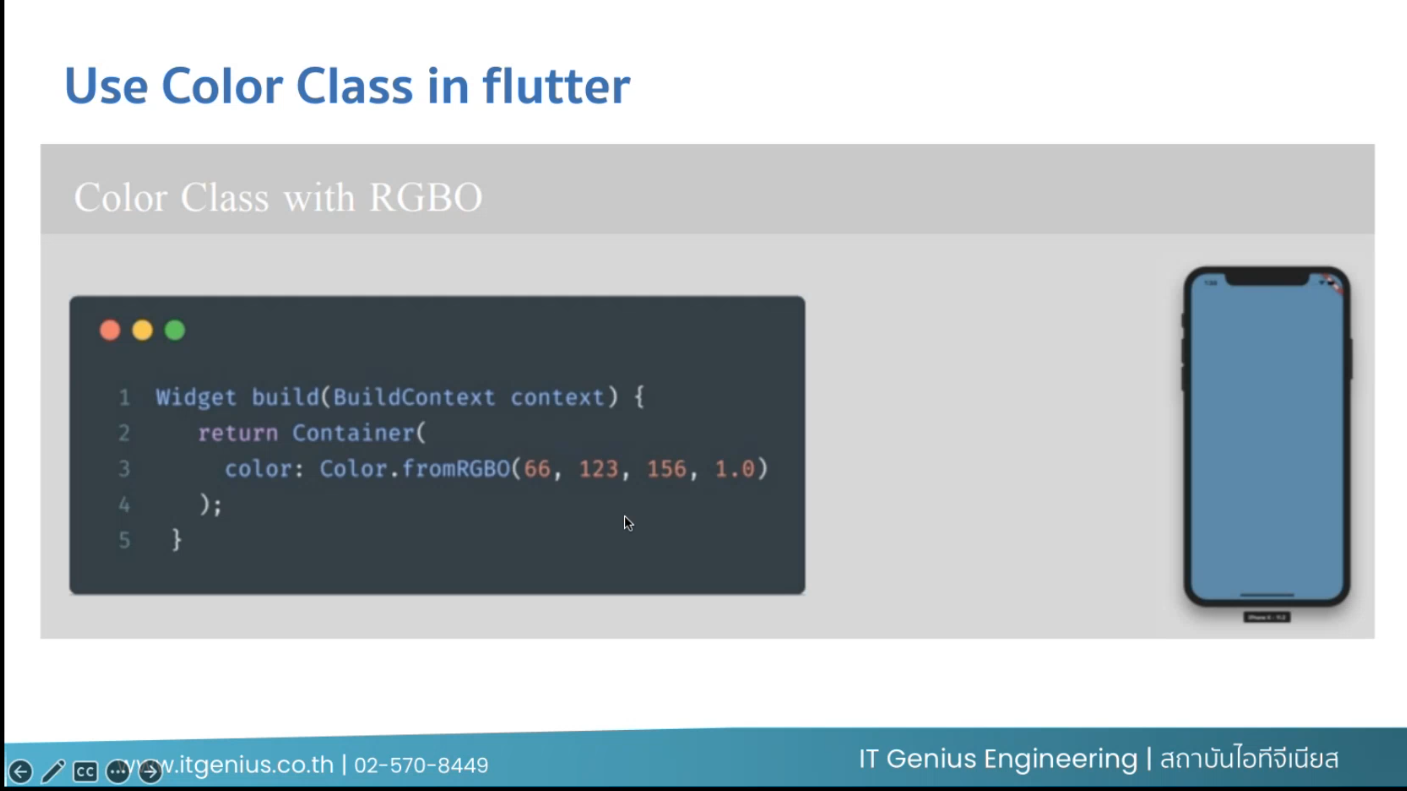 Use Color Class in flutter
Color Class with RGBO
1 Widget build(BuildContext context) {
2 return Container(
3 color: Color.fromRGBO(66, 123, 156, 1.0)
4 );
5 }
www.itgenius.co.th | 02-570-8449
CC
IT Genius Engineering | สถาบันไอทีจีเนียส